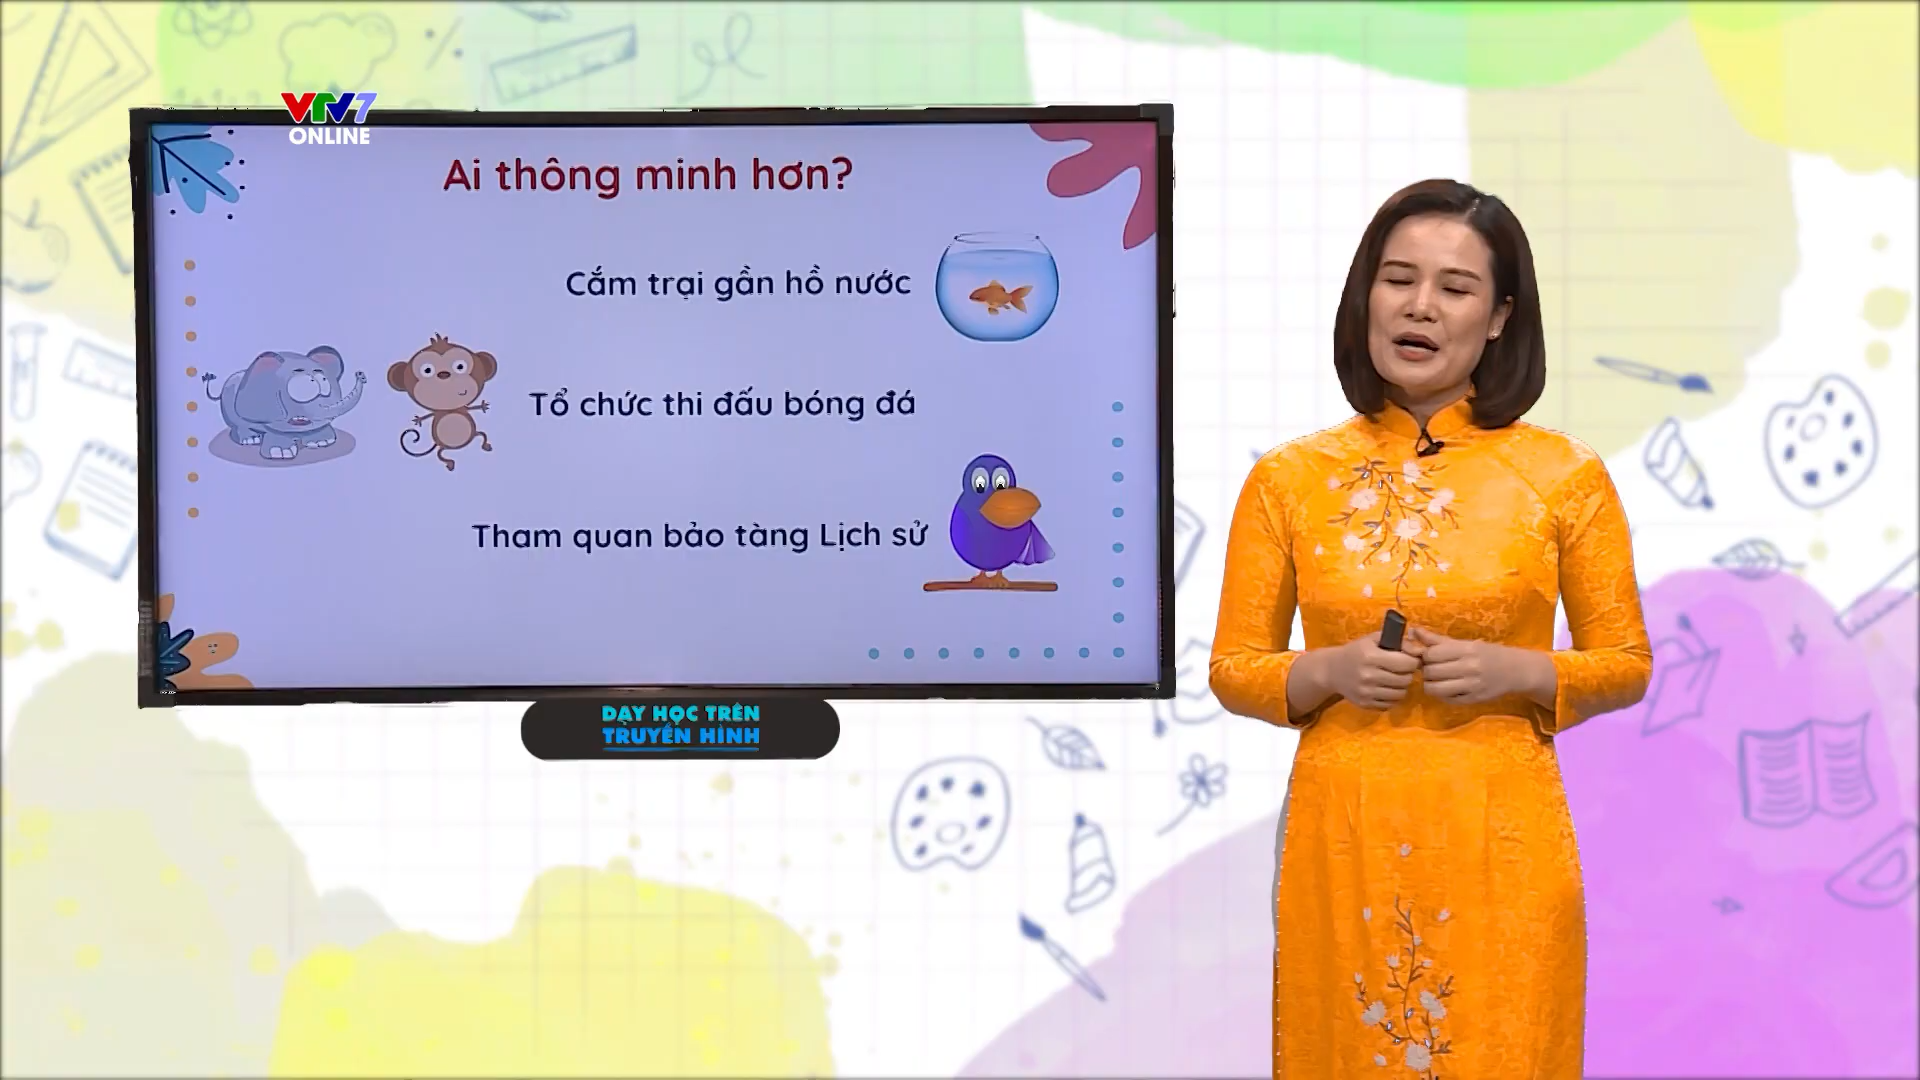 VTV7
ONLINE
Ai thông minh hơn?
Cắm trại gần hồ nước
Tổ chức thi đấu bóng đá
Tham quan bảo tàng Lịch sử
DẠY HỌC TRÊN
TRUYỀN HÌNH